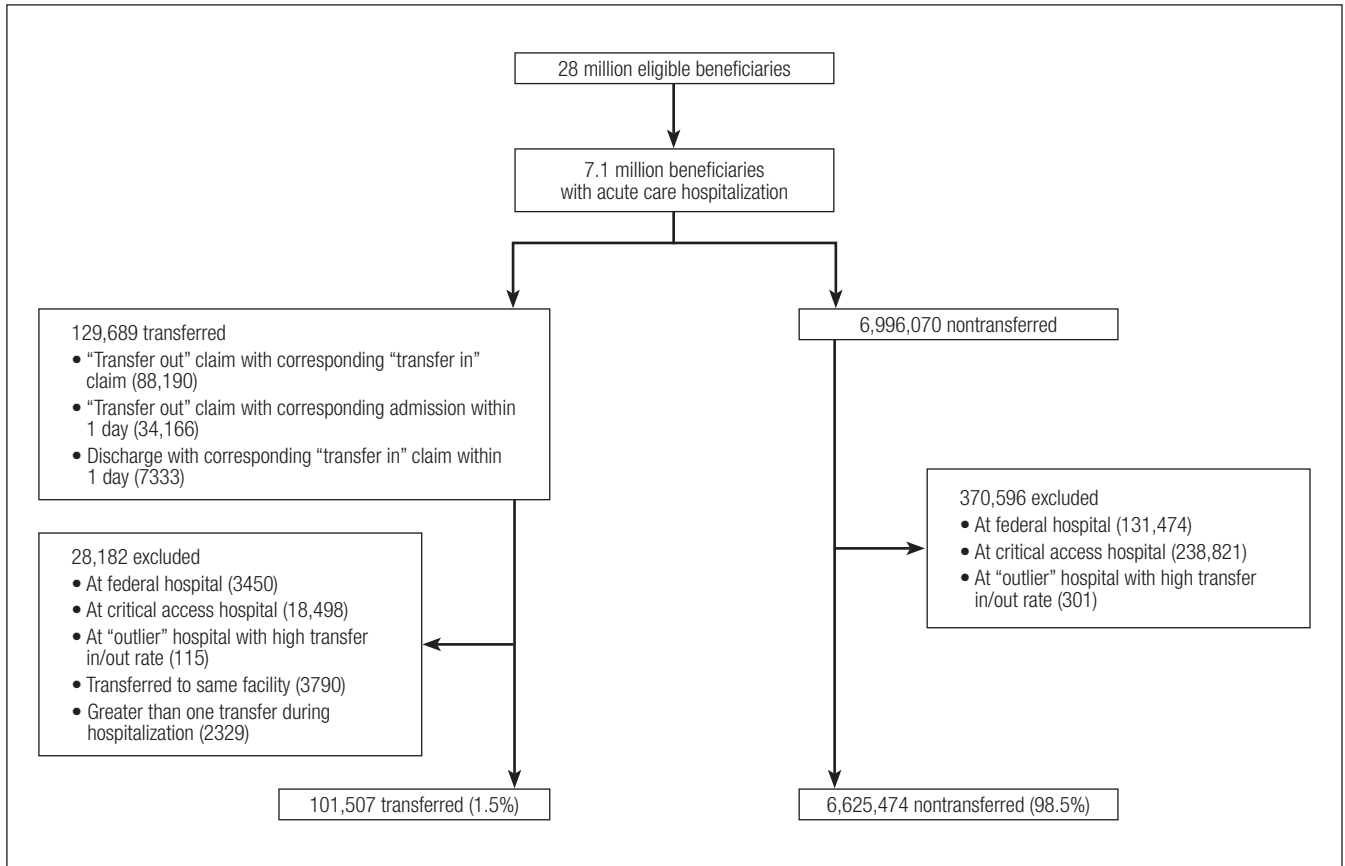 28 million eligible beneficiaries
7.1 million beneficiaries
with acute care hospitalization
129,689 transferred
• “Transfer out” claim with corresponding “transfer in”
claim (88,190)
• “Transfer out” claim with corresponding admission within
1 day (34,166)
• Discharge with corresponding “transfer in” claim within
1 day (7333)
6,996,070 nontransferred
28,182 excluded
• At federal hospital (3450)
• At critical access hospital (18,498)
• At “outlier” hospital with high transfer
in/out rate (115)
• Transferred to same facility (3790)
• Greater than one transfer during
hospitalization (2329)
370,596 excluded
• At federal hospital (131,474)
• At critical access hospital (238,821)
• At “outlier” hospital with high transfer
in/out rate (301)
101,507 transferred (1.5%)
6,625,474 nontransferred (98.5%)